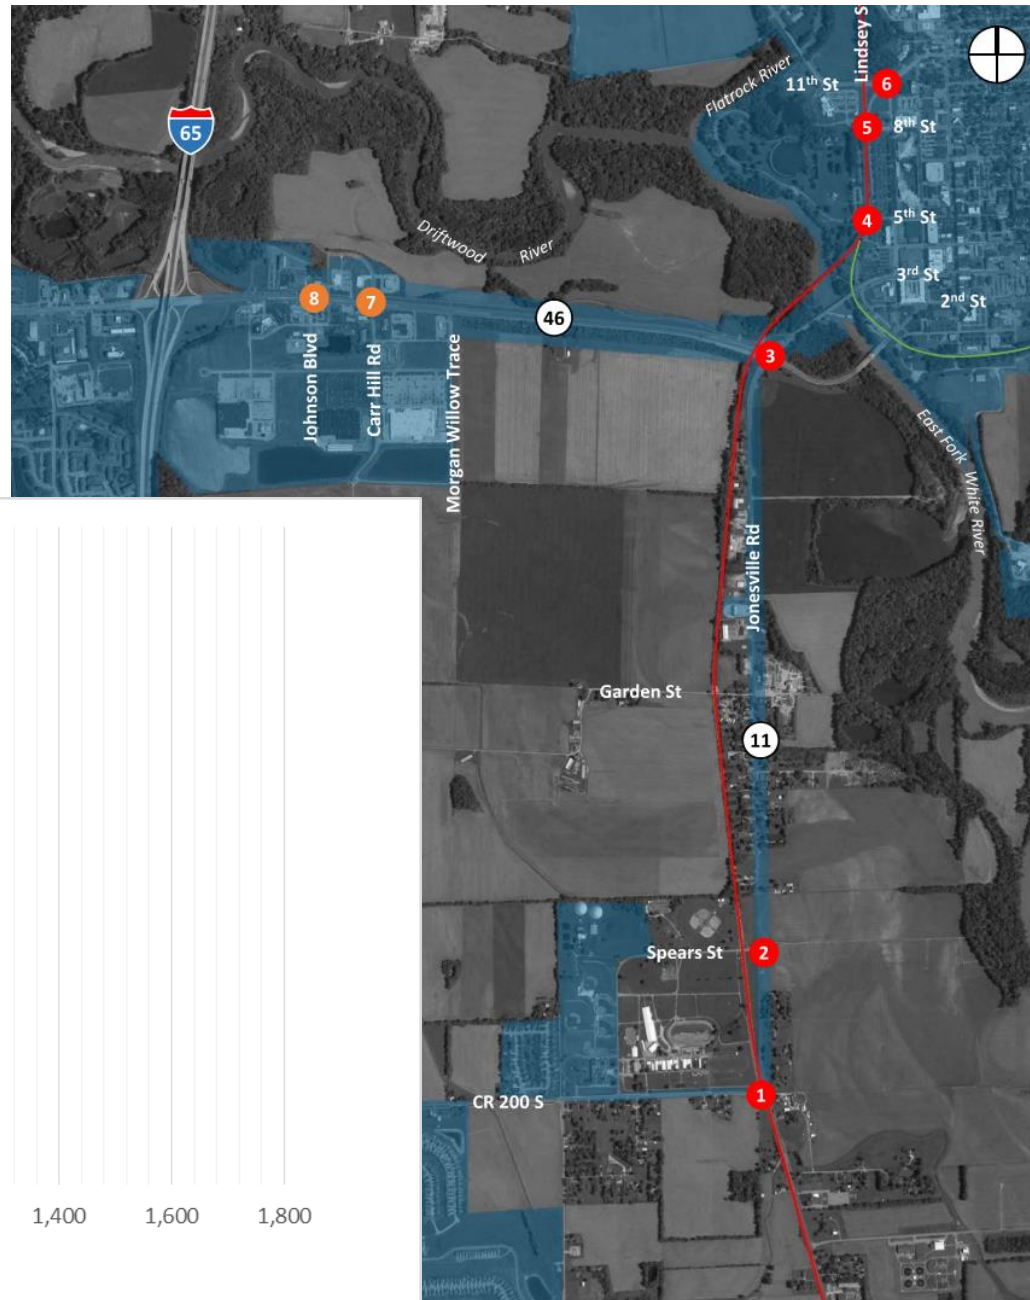 Lindsey S
Flatrock River
11th St
6
65
5
8th St
4
5th St
Driftwood
River
3rd St
8
7
46
2nd St
3
Johnson Blvd
Carr Hill Rd
Morgan Willow Trace
East Fork White River
Jonesville Rd
Garden St
11
Spears St
2
1
CR 200 S
1,400 1,600 1,800